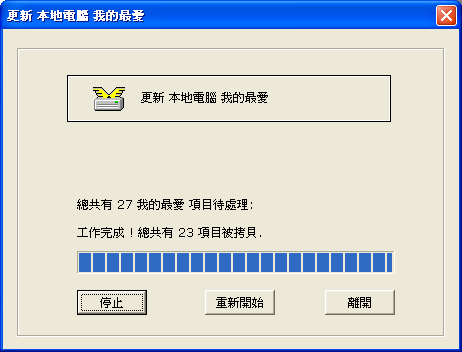 更新 本地電腦 我的最愛
更新 本地電腦 我的最愛
總共有 27 我的最愛 項目待處理:
工作完成！總共有 23 項目被拷貝.
停止
重新開始
離開